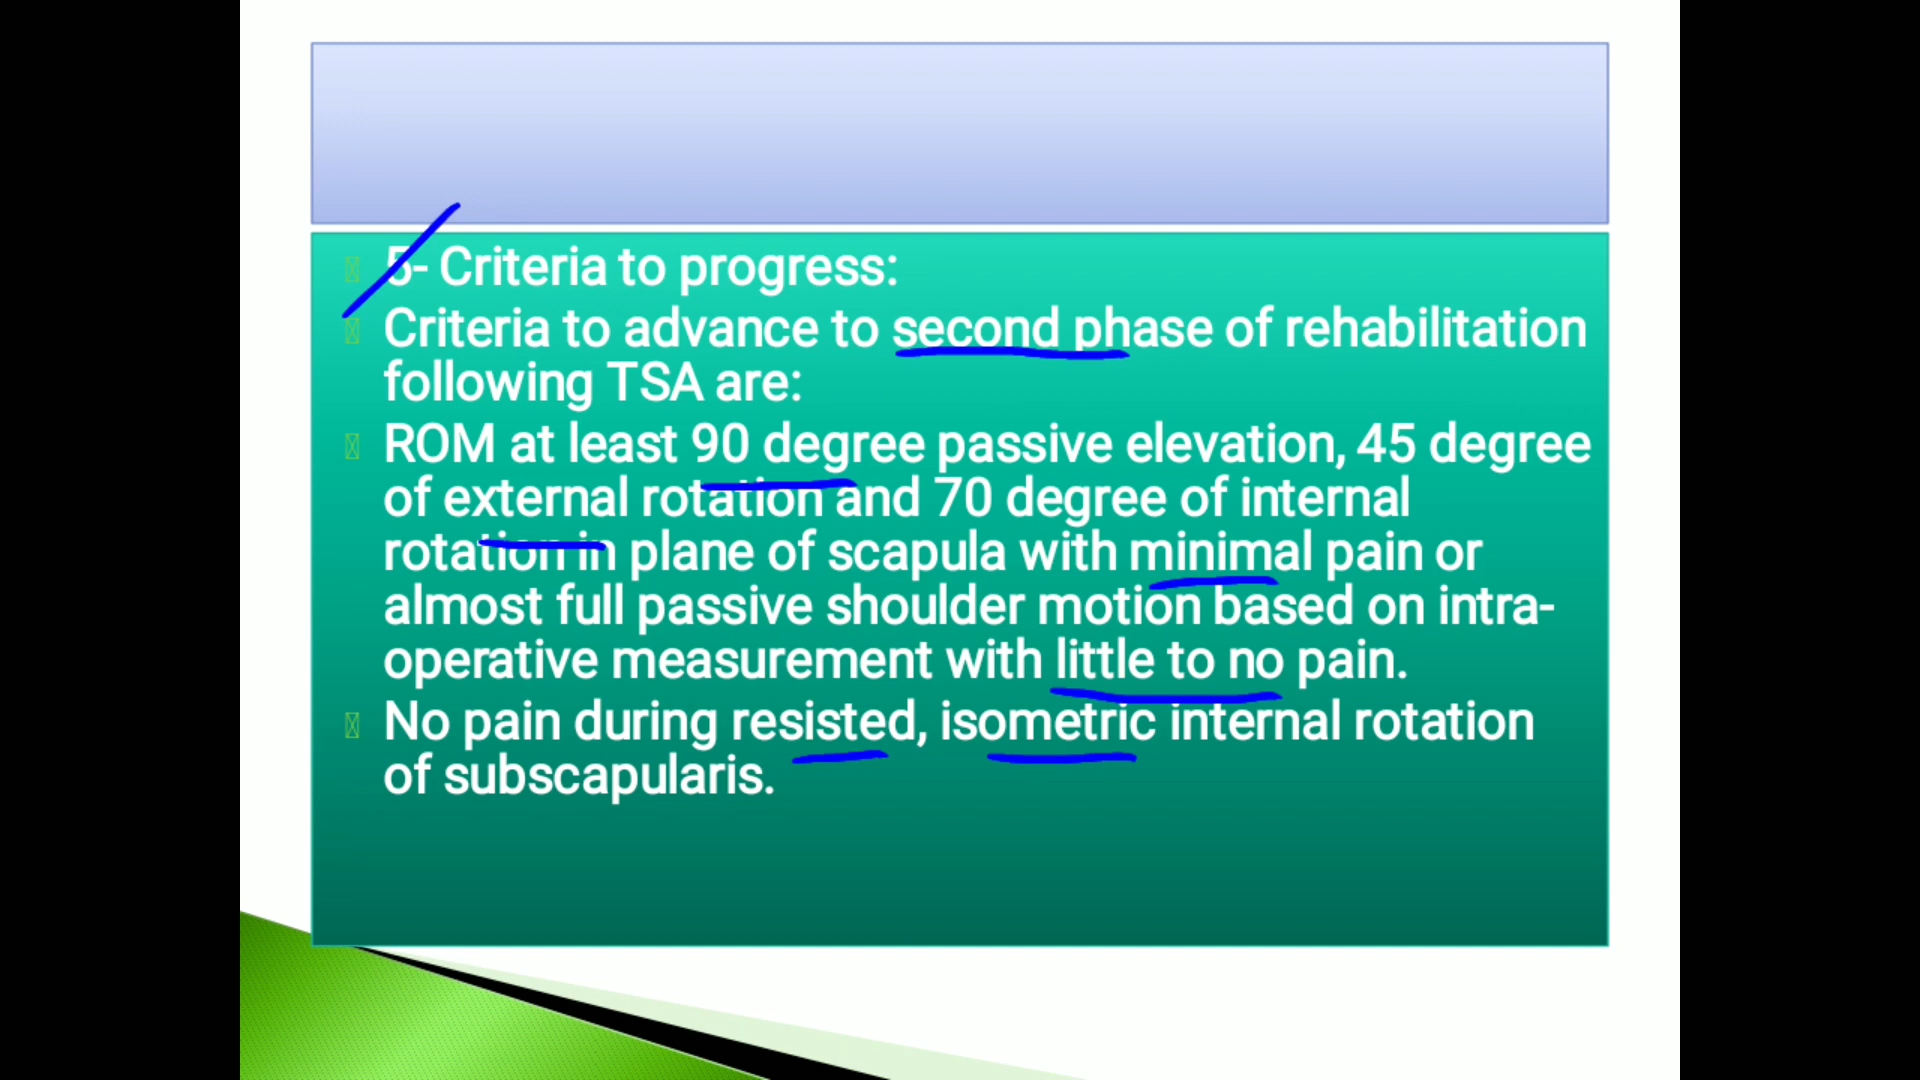 5- Criteria to progress:
Criteria to advance to second phase of rehabilitation
following TSA are:
ROM at least 90 degree passive elevation, 45 degree
of external rotation and 70 degree of internal
rotation in plane of scapula with minimal pain or
almost full passive shoulder motion based on intra-
operative measurement with little to no pain.
No pain during resisted, isometric internal rotation
of subscapularis.